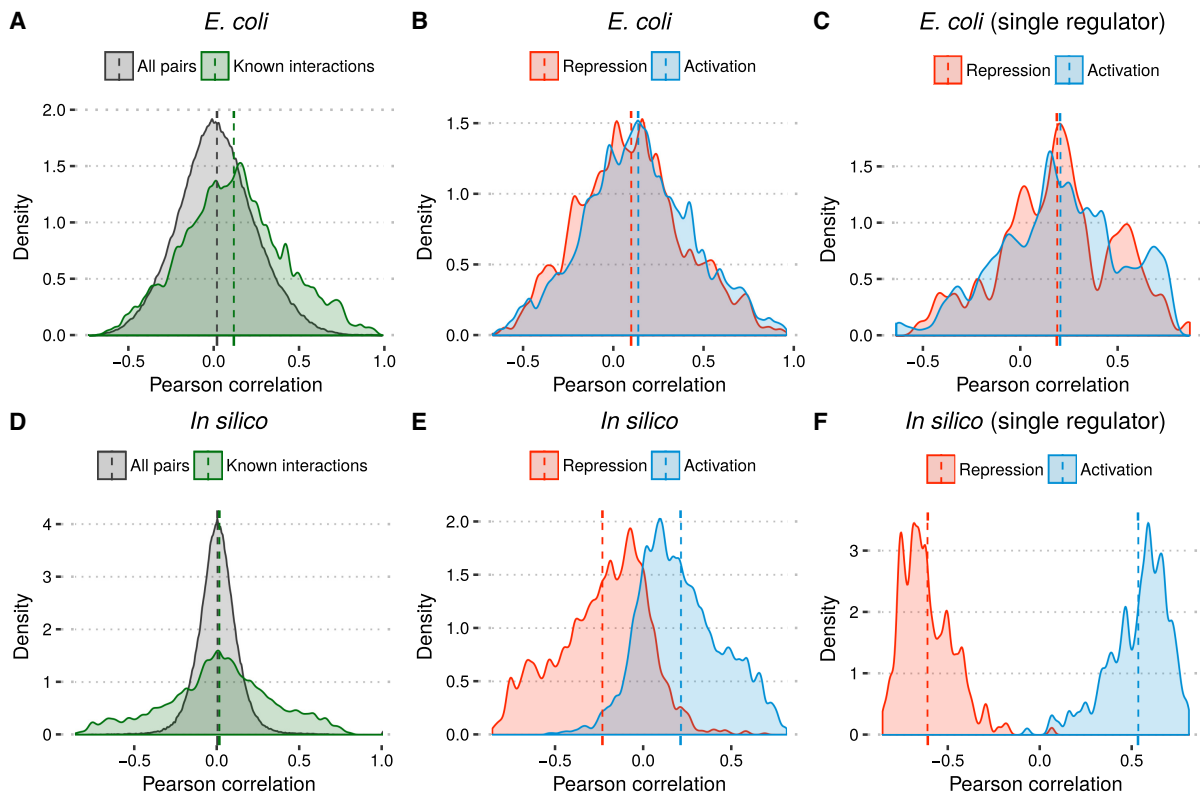 A
E. coli
All pairs
Known interactions
2.0
1.5
1.0
0.5
0.0
Density
−0.5
0.0
0.5
1.0
Pearson correlation
B
E. coli
Repression
Activation
1.5
1.0
0.5
0.0
Density
−0.5
0.0
0.5
1.0
Pearson correlation
C
E. coli (single regulator)
Repression
Activation
1.5
1.0
0.5
0.0
Density
−0.5
0.0
0.5
Pearson correlation
D
In silico
All pairs
Known interactions
4
3
2
1
0
Density
−0.5
0.0
0.5
1.0
Pearson correlation
E
In silico
Repression
Activation
2.0
1.5
1.0
0.5
0.0
Density
−0.5
0.0
0.5
Pearson correlation
F
In silico (single regulator)
Repression
Activation
3
2
1
0
Density
−0.5
0.0
0.5
Pearson correlation